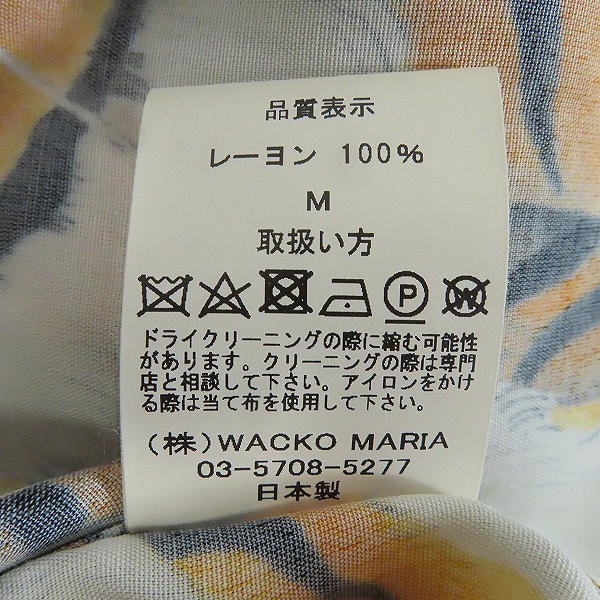 品質表示
レーヨン 100%
M
取扱い方
P W
ドライクリーニングの際に縮む可能性
があります。クリーニングの際は専門
店と相談して下さい。アイロンをかけ
る際は当て布を使用して下さい。
(株)WACKO MARIA
03-5708-5277
日本製